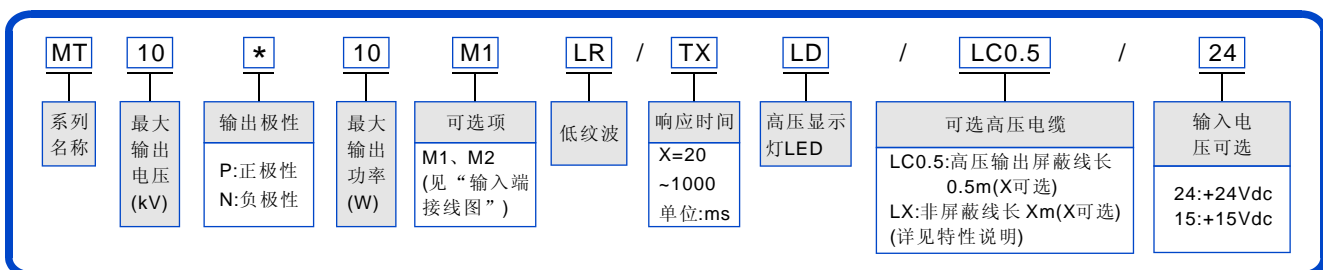 MT 10 * 10 M1 LR / TX LD / LC0.5 / 24
系列
名称
最大
输出
电压
(kV)
输出极性
P:正极性
N:负极性
最大
输出
功率
(W)
可选项
M1、M2
(见“输入端
接线图”)
低纹波
响应时间
X=20
~1000
单位:ms
高压显示
灯LED
可选高压电缆
LC0.5:高压输出屏蔽线长
0.5m(X可选)
LX:非屏蔽线长 Xm(X可选)
(详见特性说明)
输入电
压可选
24:+24Vdc
15:+15Vdc